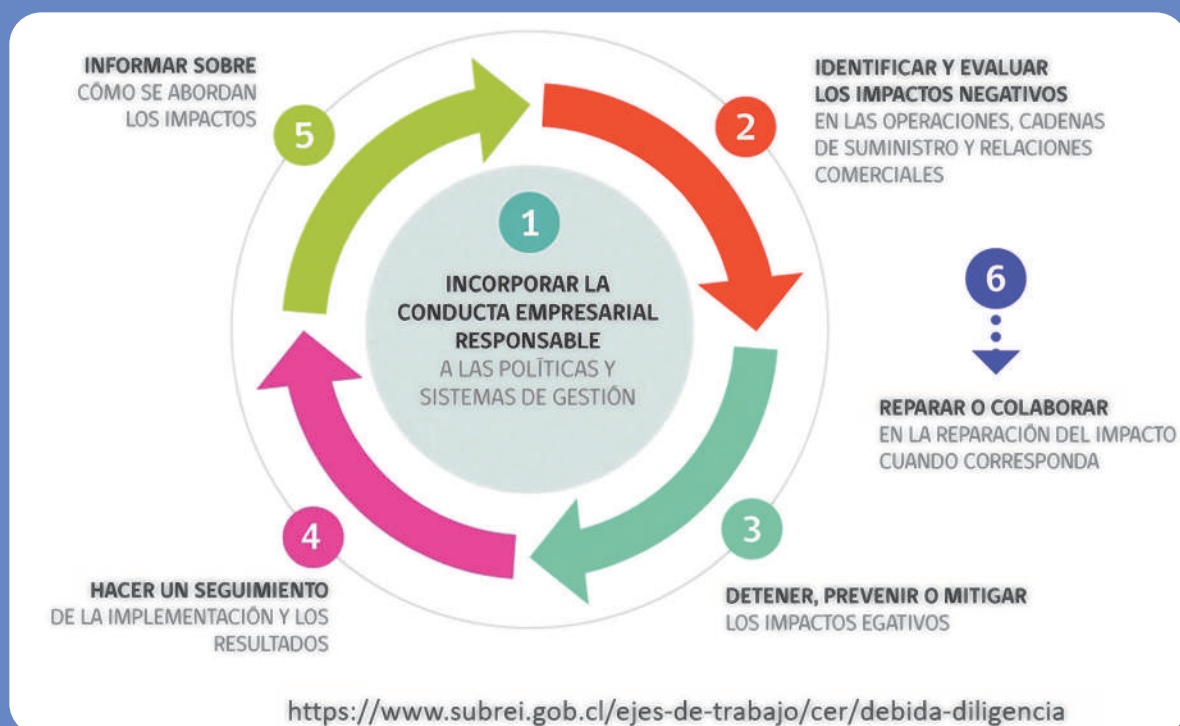 1
INCORPORAR LA
CONDUCTA EMPRESARIAL
RESPONSABLE
A LAS POLÍTICAS Y
SISTEMAS DE GESTIÓN
2
IDENTIFICAR Y EVALUAR
LOS IMPACTOS NEGATIVOS
EN LAS OPERACIONES, CADENAS
DE SUMINISTRO Y RELACIONES
COMERCIALES
3
DETENER, PREVENIR O MITIGAR
LOS IMPACTOS EGATIVOS
4
HACER UN SEGUIMIENTO
DE LA IMPLEMENTACIÓN Y LOS
RESULTADOS
5
INFORMAR SOBRE
CÓMO SE ABORDAN
LOS IMPACTOS
6
REPARAR O COLABORAR
EN LA REPARACIÓN DEL IMPACTO
CUANDO CORRESPONDA
https://www.subrei.gob.cl/ejes-de-trabajo/cer/debida-diligencia